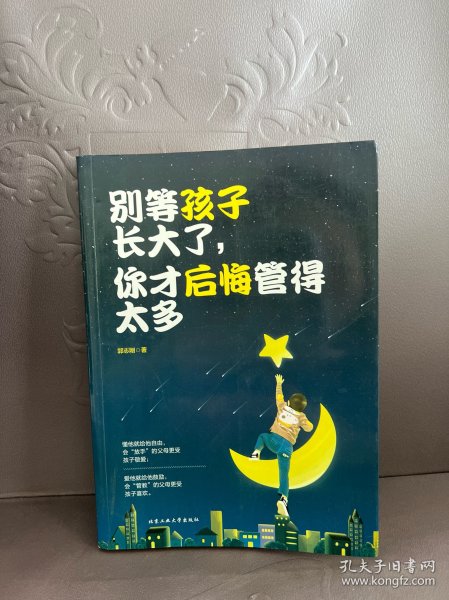 别等孩子
长大了，
你才后悔管得
太多
郭志刚◎著
懂他就给他自由，
会“放手”的父母更受
孩子敬爱；
爱他就给他鼓励，
会“管教”的父母更受
孩子喜欢。
北京工业大学出版社
孔夫子旧书网
www.kongfz.com